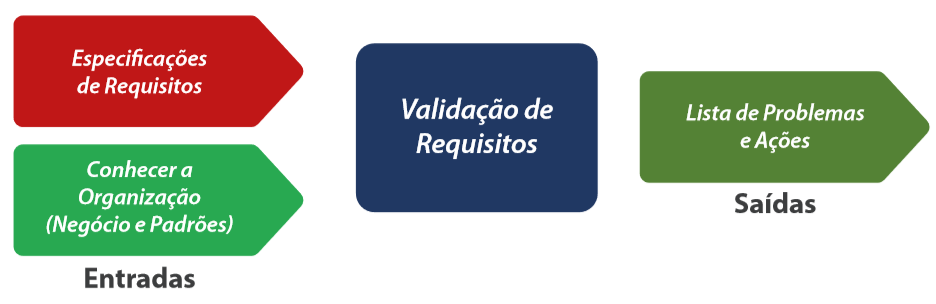 Especificações
de Requisitos
Conhecer a
Organização
(Negócio e Padrões)
Entradas
Validação de
Requisitos
Lista de Problemas
e Ações
Saídas